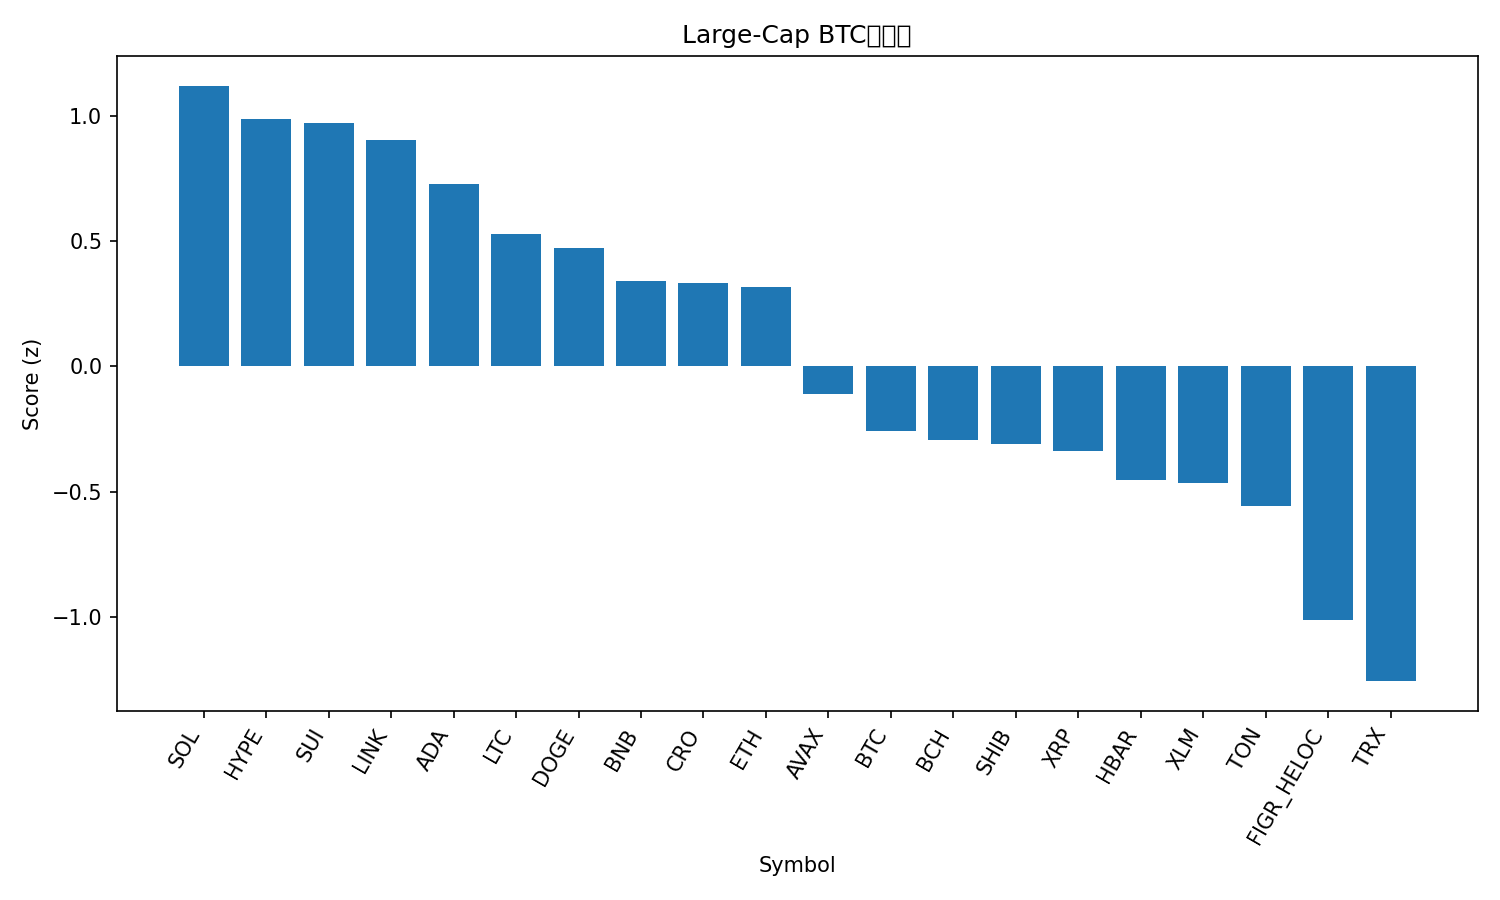 Large-Cap BTC
1.0
0.5
0.0
−0.5
−1.0
Score (z)
SOL
HYPE
SUI
LINK
ADA
LTC
DOGE
BNB
CRO
ETH
AVAX
BTC
BCH
SHIB
XRP
HBAR
XLM
TON
FIGR_HELOC
TRX
Symbol